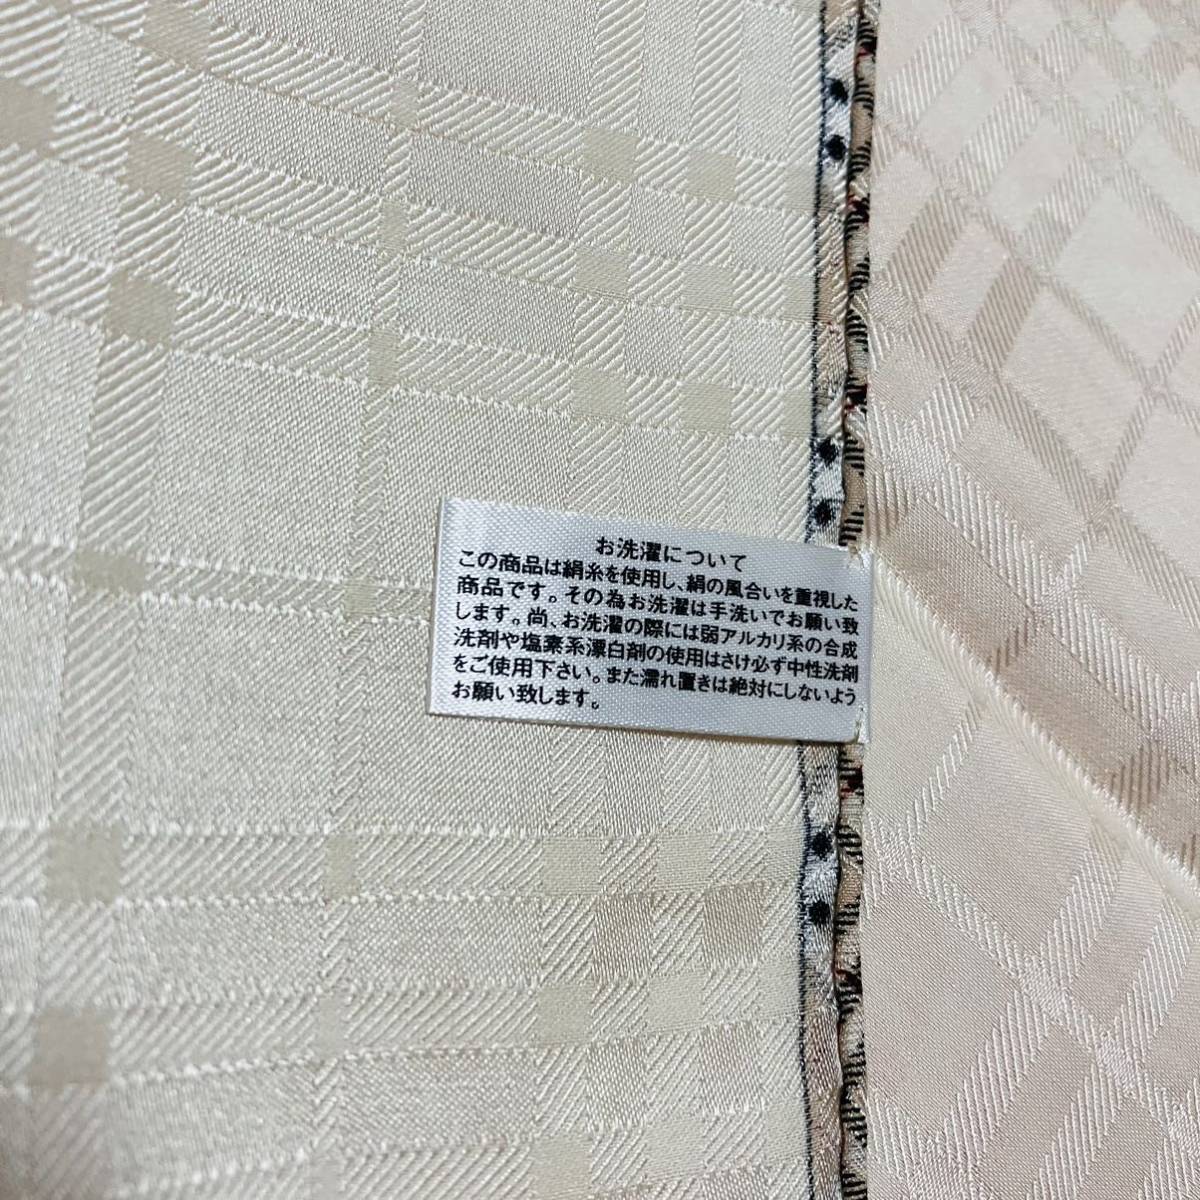 お洗濯について
この商品は絹糸を使用し、絹の風合いを重視した
商品です。その為お洗濯は手洗いでお願い致
します。尚、お洗濯の際には弱アルカリ系の合成
洗剤や塩素系漂白剤の使用はさけ必ず中性洗剤
をご使用下さい。また濡れ置きは絶対にしないよう
お願い致します。